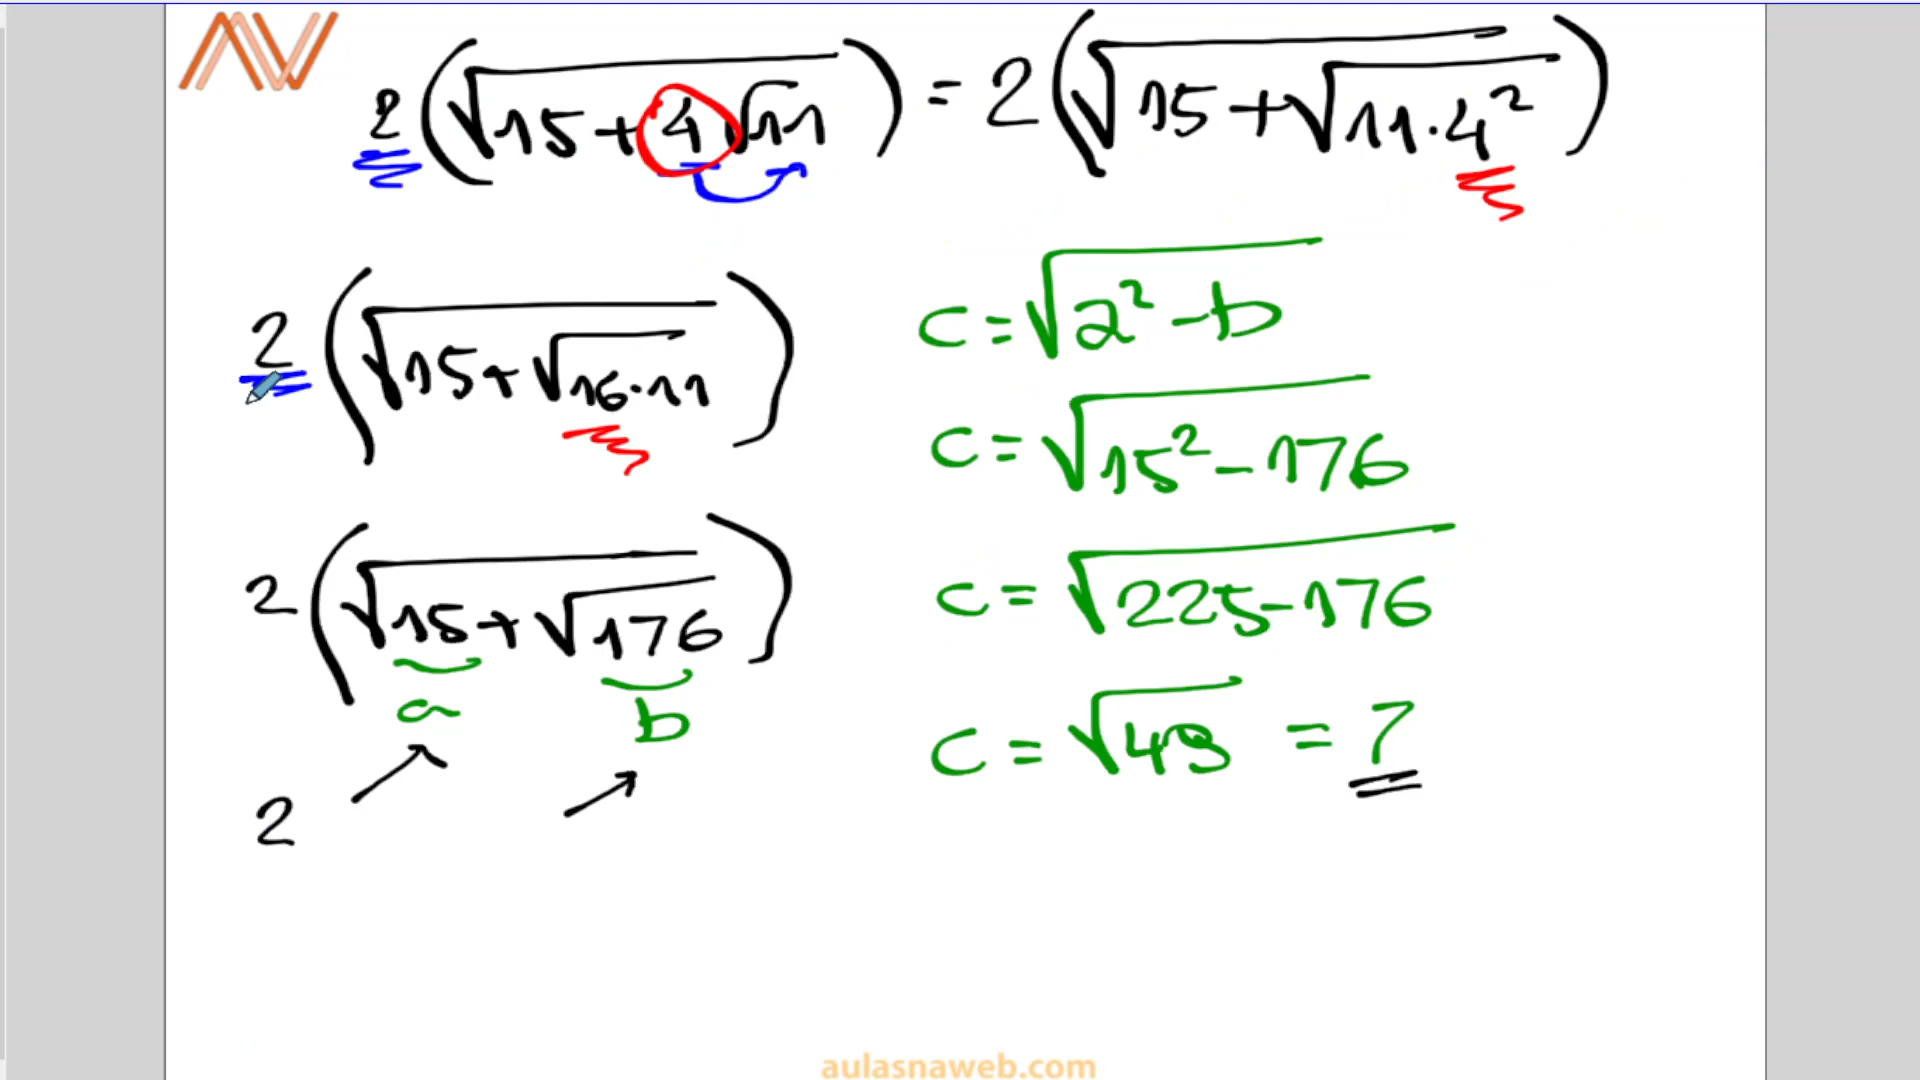 2(√(15+4√11)) = 2(√(15+√(11·4²)))
2(√(15+√(16·11)))
c=√(a²-b)
c=√(15²-176)
2(√(15+√176))
c=√(225-176)
a b
c=√49 = 7
2
aulasnaweb.com